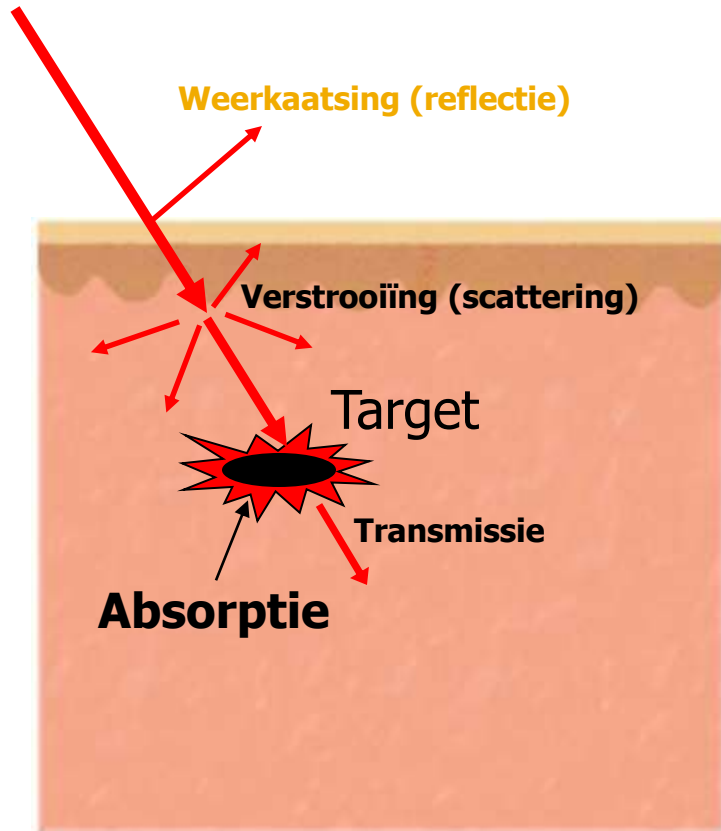 Weerkaatsing (reflectie)
Verstrooiïng (scattering)
Target
Transmissie
Absorptie